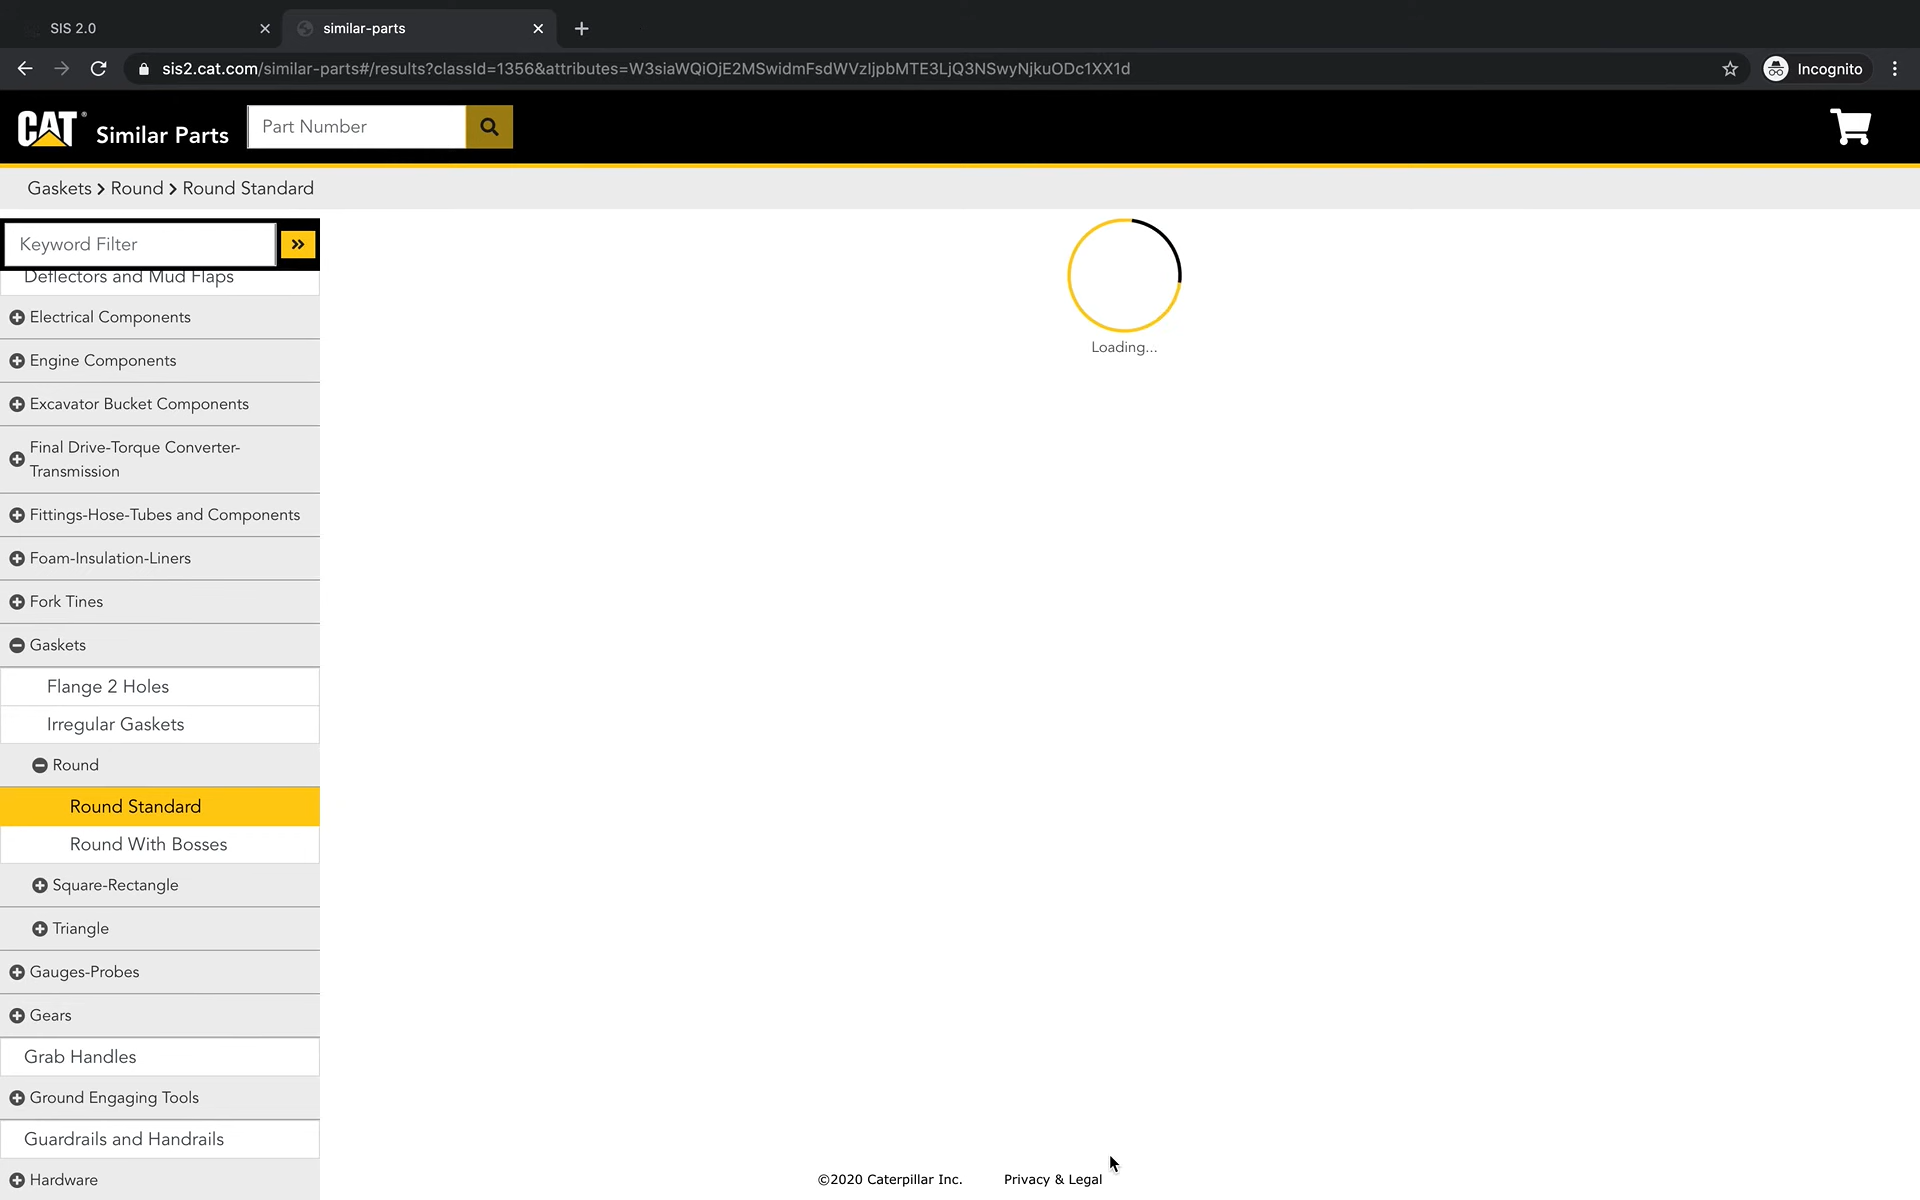 SIS 2.0
similar-parts
sis2.cat.com/similar-parts#/results?classId=1356&attributes=W3siaWQiOjE2MSwidmFsdWVzIjpbMTE3LjQ3NSwyNjkuODc1XX1d
Incognito
CAT® Similar Parts
Part Number
Gaskets > Round > Round Standard
Keyword Filter
Deflectors and Mud Flaps
Electrical Components
Engine Components
Excavator Bucket Components
Final Drive-Torque Converter-
Transmission
Fittings-Hose-Tubes and Components
Foam-Insulation-Liners
Fork Tines
Gaskets
Flange 2 Holes
Irregular Gaskets
Round
Round Standard
Round With Bosses
Square-Rectangle
Triangle
Gauges-Probes
Gears
Grab Handles
Ground Engaging Tools
Guardrails and Handrails
Hardware
Loading...
©2020 Caterpillar Inc. Privacy & Legal